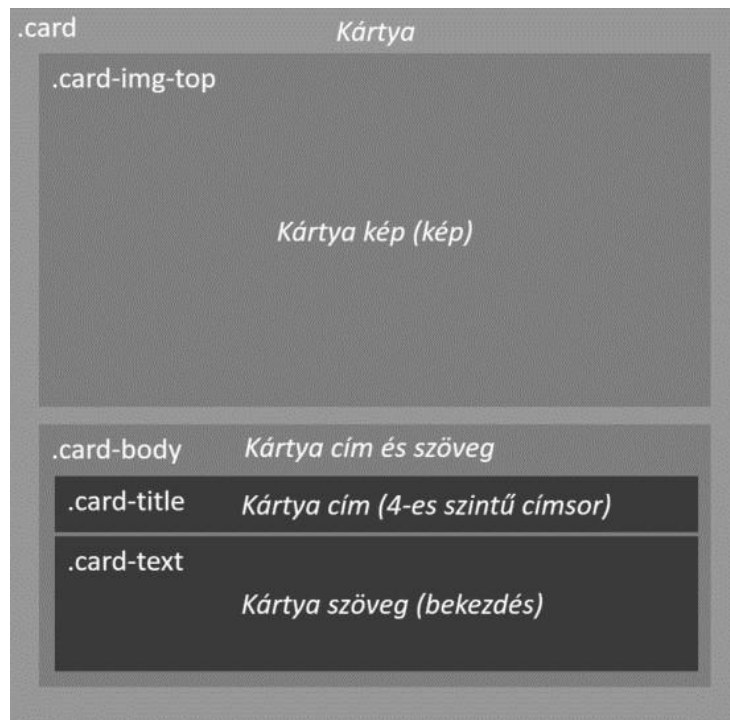 .card Kártya
.card-img-top
Kártya kép (kép)
.card-body Kártya cím és szöveg
.card-title Kártya cím (4-es szintű címsor)
.card-text
Kártya szöveg (bekezdés)